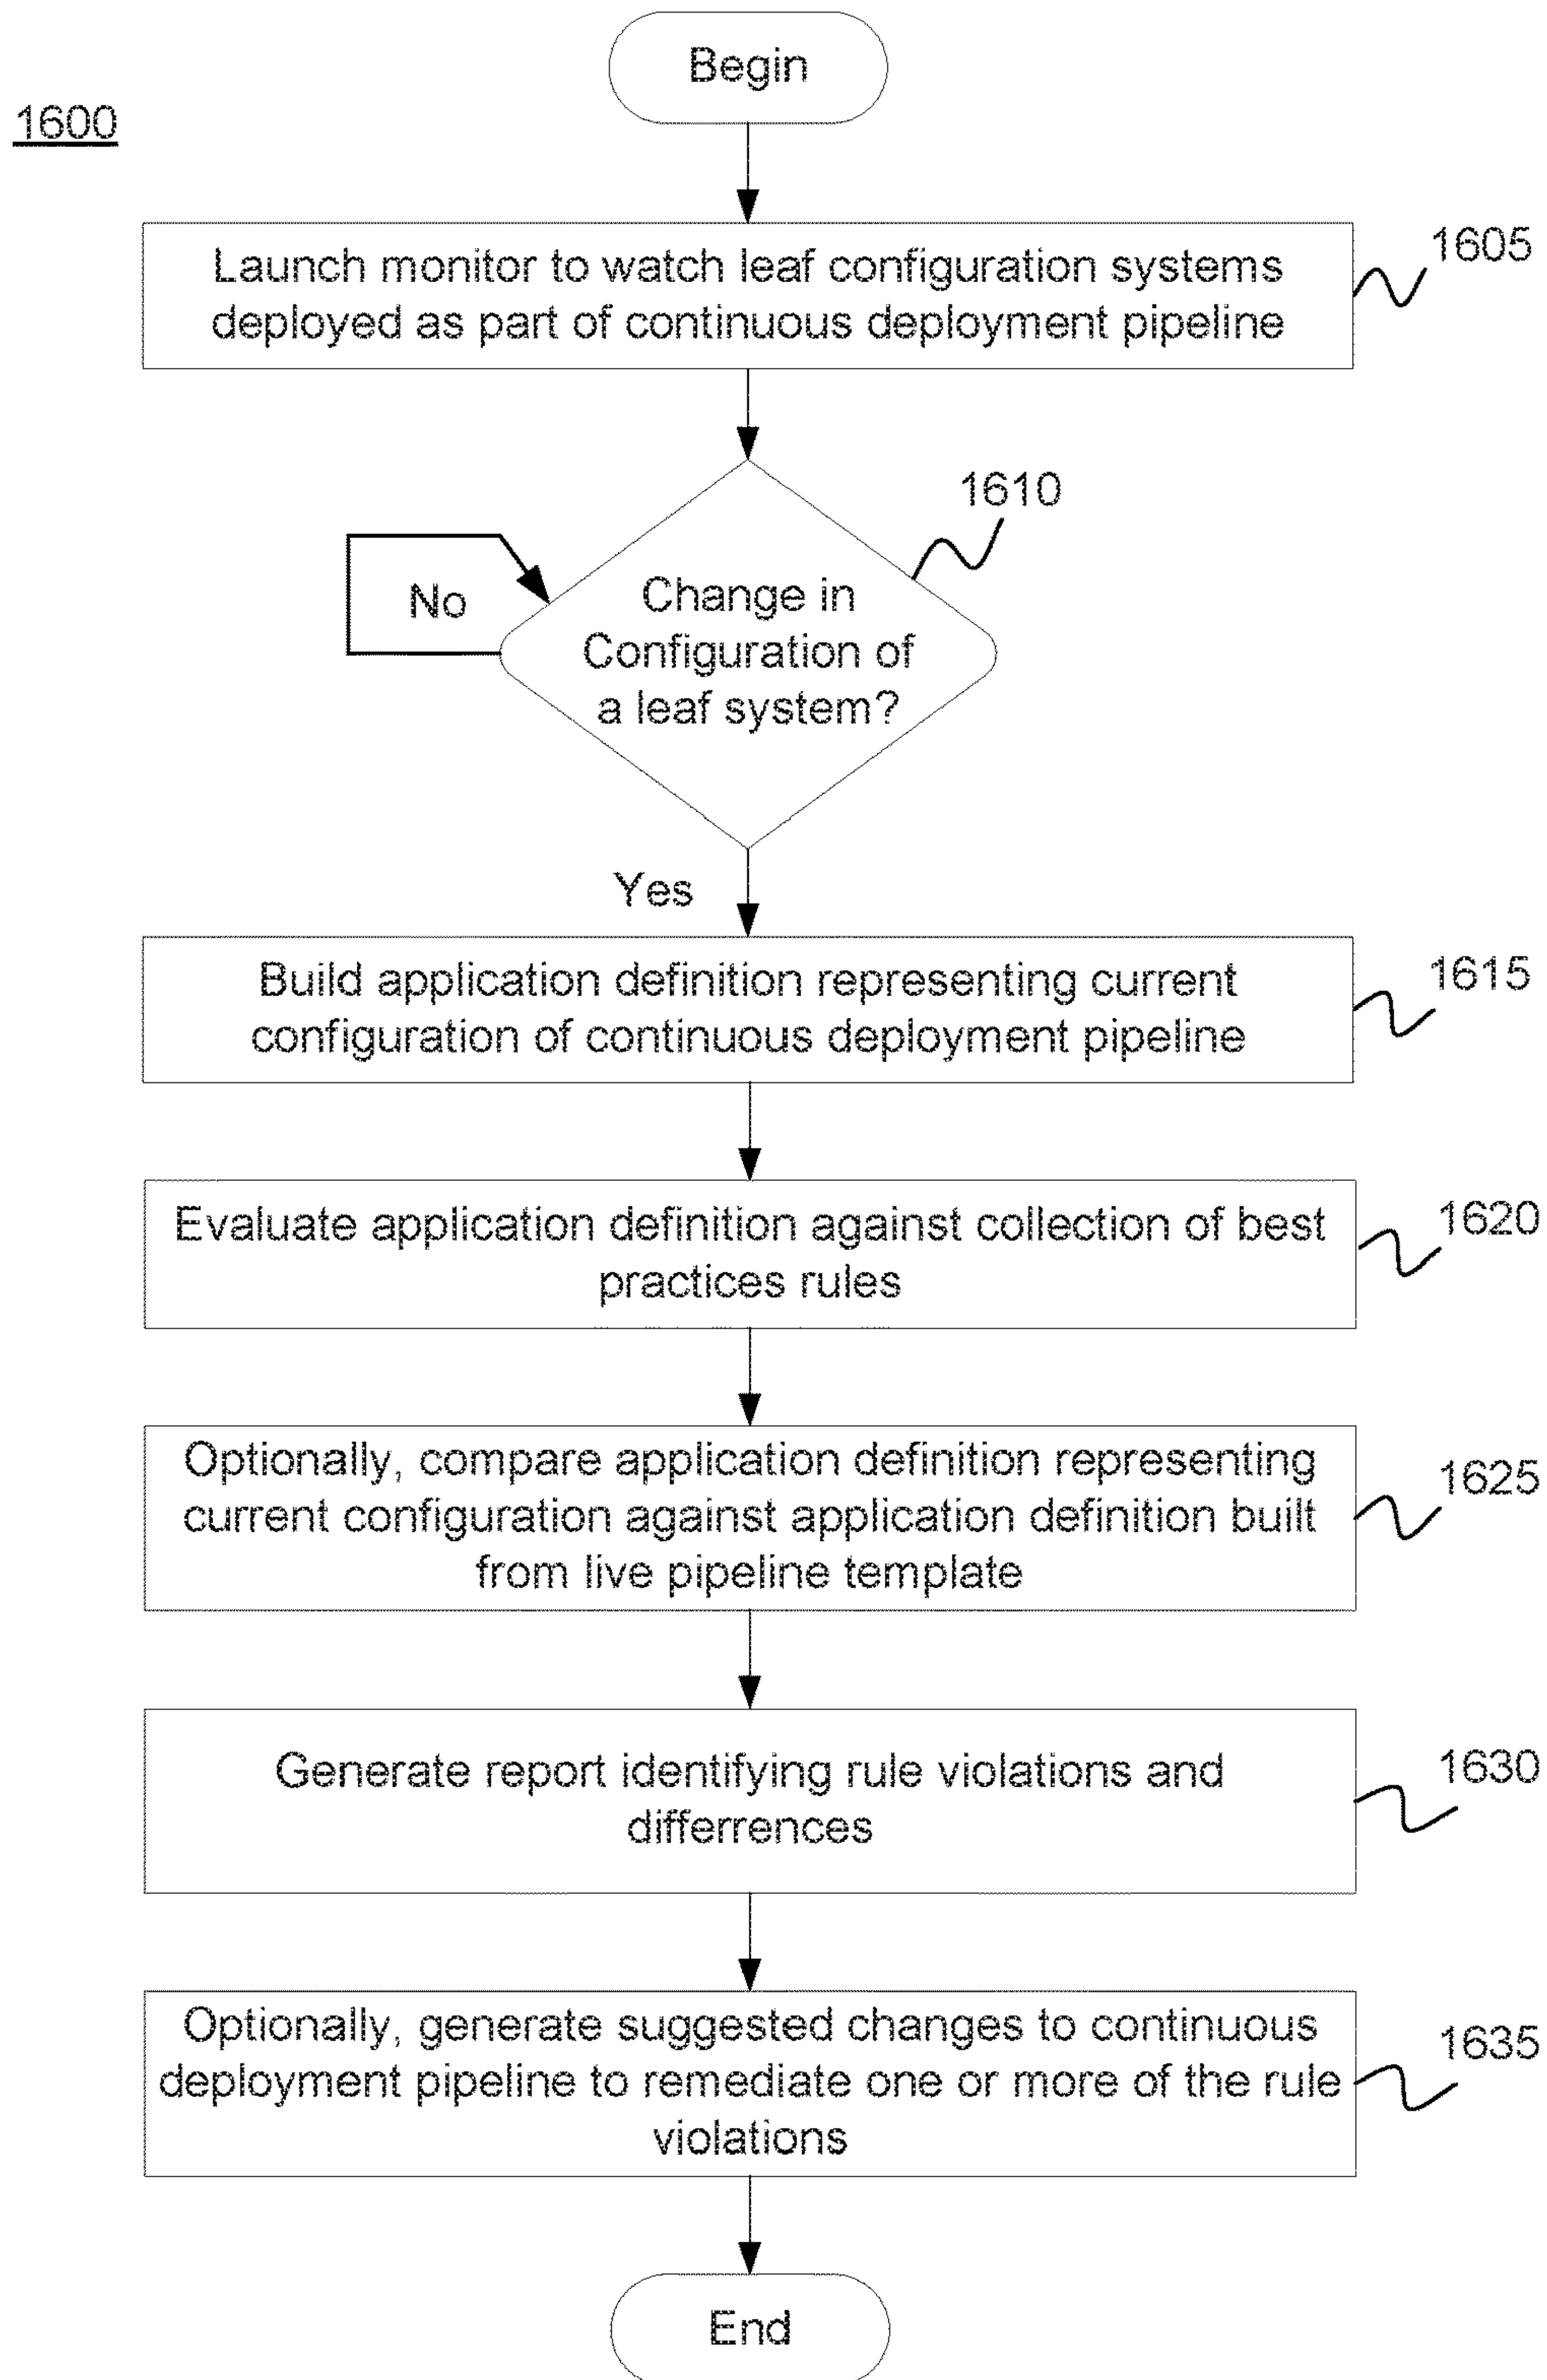 Begin
1600
Launch monitor to watch leaf configuration systems
deployed as part of continuous deployment pipeline
1605
1610
No
Change in
Configuration of
a leaf system?
Yes
Build application definition representing current
configuration of continuous deployment pipeline
1615
Evaluate application definition against collection of best
practices rules
1620
Optionally, compare application definition representing
current configuration against application definition built
from live pipeline template
1625
Generate report identifying rule violations and
differrences
1630
Optionally, generate suggested changes to continuous
deployment pipeline to remediate one or more of the rule
violations
1635
End